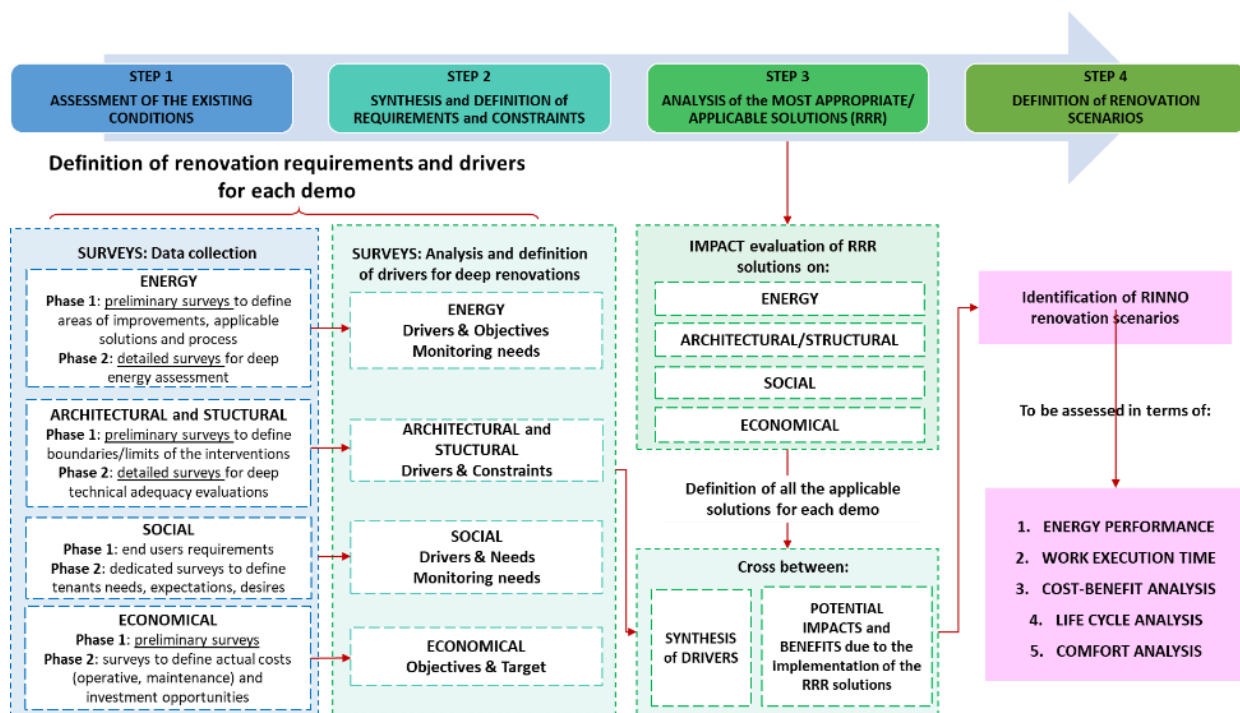 STEP 1
ASSESSMENT OF THE EXISTING
CONDITIONS
STEP 2
SYNTHESIS and DEFINITION of
REQUIREMENTS and CONSTRAINTS
STEP 3
ANALYSIS of the MOST APPROPRIATE/
APPLICABLE SOLUTIONS (RRR)
STEP 4
DEFINITION of RENOVATION
SCENARIOS
Definition of renovation requirements and drivers
for each demo
SURVEYS: Data collection
ENERGY
Phase 1: preliminary surveys to define
areas of improvements, applicable
solutions and process
Phase 2: detailed surveys for deep
energy assessment
ARCHITECTURAL and STUCTURAL
Phase 1: preliminary surveys to define
boundaries/limits of the interventions
Phase 2: detailed surveys for deep
technical adequacy evaluations
SOCIAL
Phase 1: end users requirements
Phase 2: dedicated surveys to define
tenants needs, expectations, desires
ECONOMICAL
Phase 1: preliminary surveys
Phase 2: surveys to define actual costs
(operative, maintenance) and
investment opportunities
SURVEYS: Analysis and definition
of drivers for deep renovations
ENERGY
Drivers & Objectives
Monitoring needs
ARCHITECTURAL and
STUCTURAL
Drivers & Constraints
SOCIAL
Drivers & Needs
Monitoring needs
ECONOMICAL
Objectives & Target
IMPACT evaluation of RRR
solutions on:
ENERGY
ARCHITECTURAL/STRUCTURAL
SOCIAL
ECONOMICAL
Definition of all the applicable
solutions for each demo
Cross between:
SYNTHESIS
of DRIVERS
POTENTIAL
IMPACTS and
BENEFITS due to the
implementation of the
RRR solutions
Identification of RINNO
renovation scenarios
To be assessed in terms of:
1. ENERGY PERFORMANCE
2. WORK EXECUTION TIME
3. COST-BENEFIT ANALYSIS
4. LIFE CYCLE ANALYSIS
5. COMFORT ANALYSIS